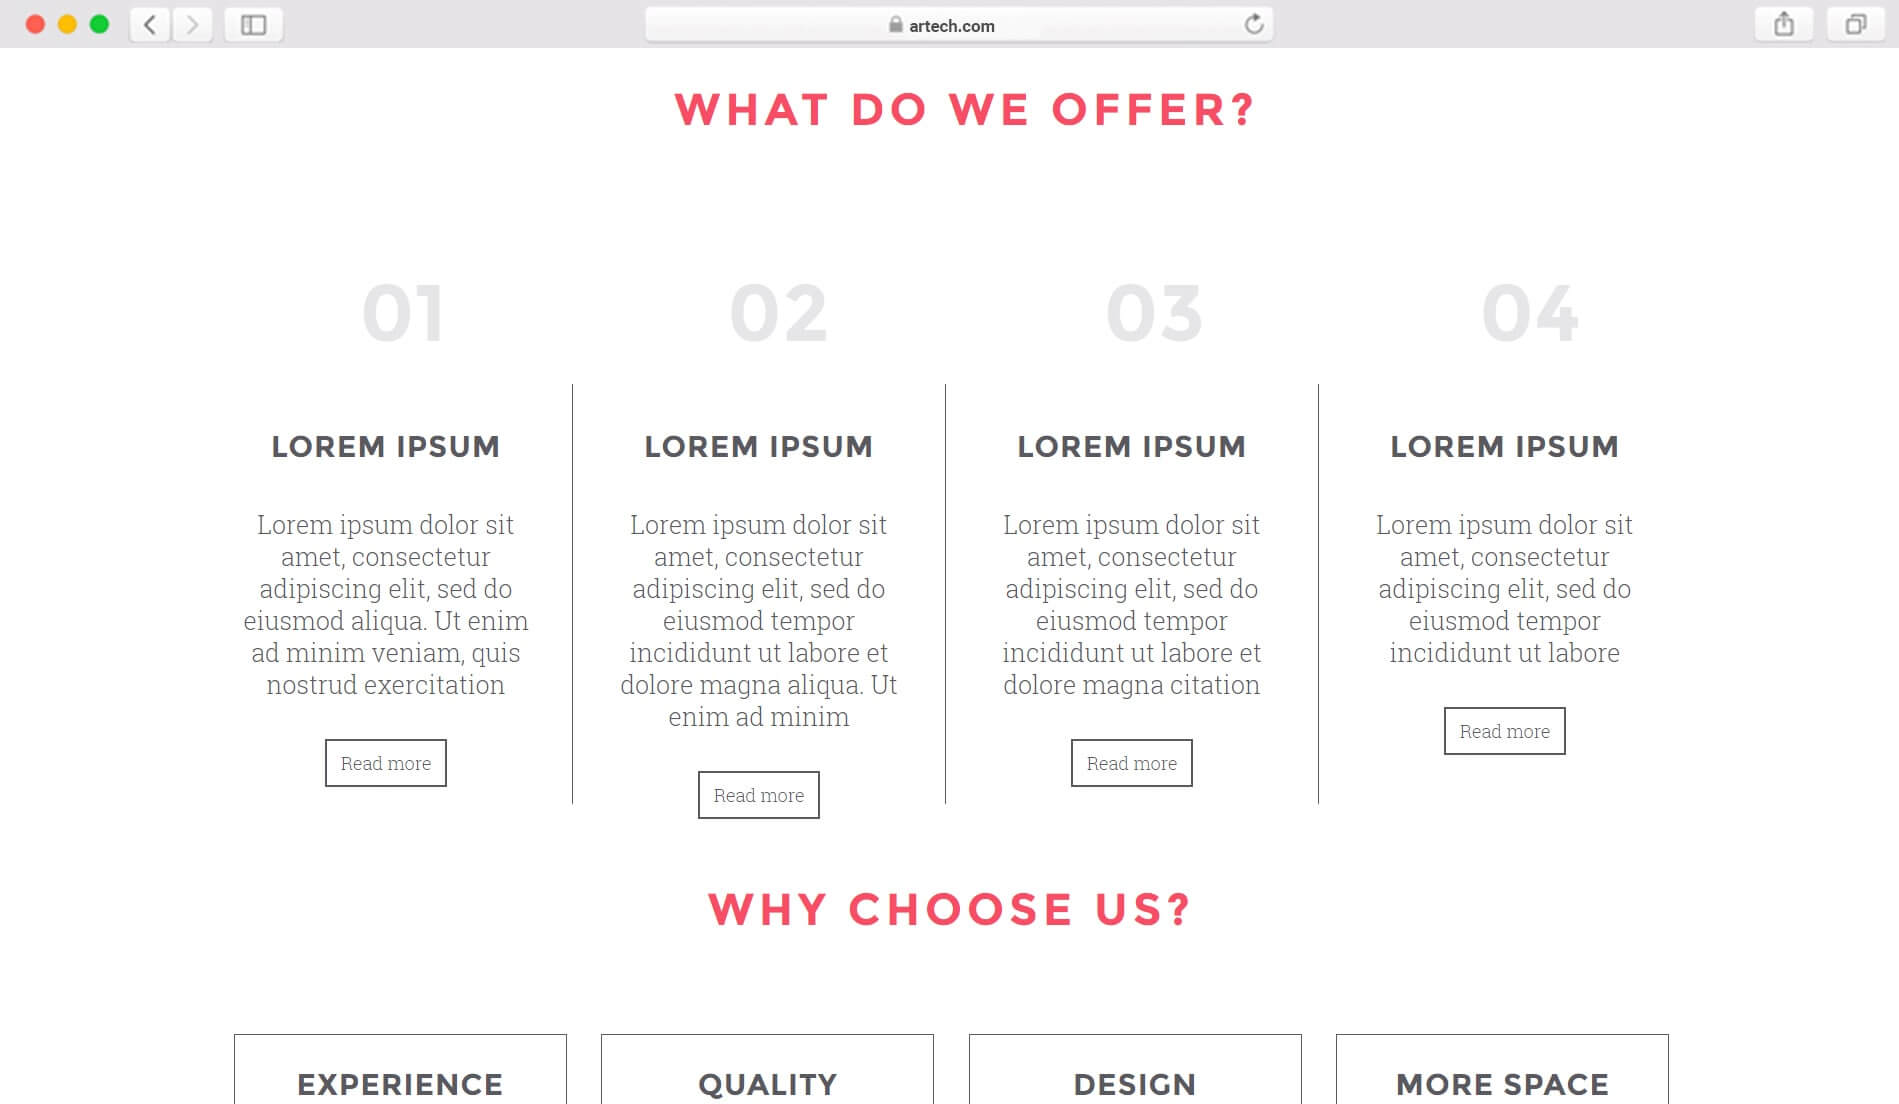 artech.com
WHAT DO WE OFFER?
01
02
03
04
LOREM IPSUM
Lorem ipsum dolor sit
amet, consectetur
adipiscing elit, sed do
eiusmod aliqua. Ut enim
ad minim veniam, quis
nostrud exercitation
Read more
LOREM IPSUM
Lorem ipsum dolor sit
amet, consectetur
adipiscing elit, sed do
eiusmod tempor
incididunt ut labore et
dolore magna aliqua. Ut
enim ad minim
Read more
LOREM IPSUM
Lorem ipsum dolor sit
amet, consectetur
adipiscing elit, sed do
eiusmod tempor
incididunt ut labore et
dolore magna citation
Read more
LOREM IPSUM
Lorem ipsum dolor sit
amet, consectetur
adipiscing elit, sed do
eiusmod tempor
incididunt ut labore
Read more
WHY CHOOSE US?
EXPERIENCE
QUALITY
DESIGN
MORE SPACE